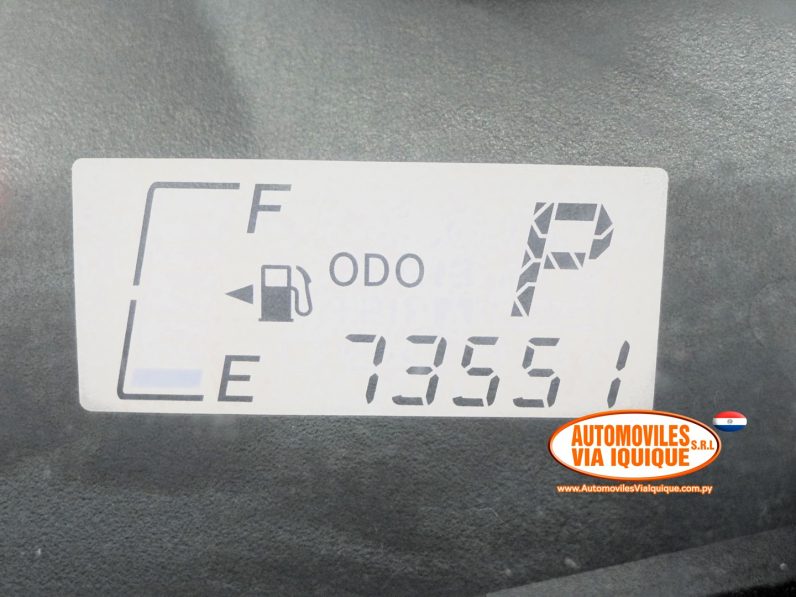 F
P
ODO
E
73551
AUTOMOVILES
VIA IQUIQUE S.R.L
www.AutomovilesViaIquique.com.py